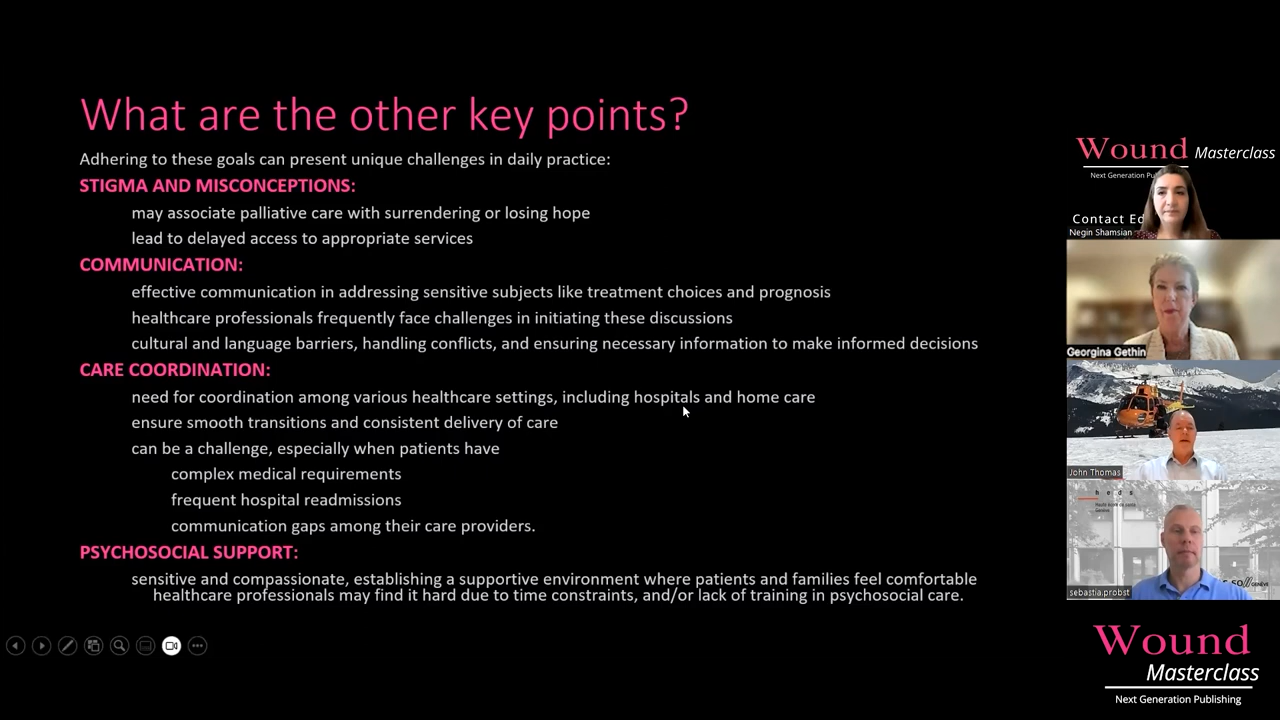 What are the other key points?
Adhering to these goals can present unique challenges in daily practice:
STIGMA AND MISCONCEPTIONS:
may associate palliative care with surrendering or losing hope
lead to delayed access to appropriate services
COMMUNICATION:
effective communication in addressing sensitive subjects like treatment choices and prognosis
healthcare professionals frequently face challenges in initiating these discussions
cultural and language barriers, handling conflicts, and ensuring necessary information to make informed decisions
CARE COORDINATION:
need for coordination among various healthcare settings, including hospitals and home care
ensure smooth transitions and consistent delivery of care
can be a challenge, especially when patients have
complex medical requirements
frequent hospital readmissions
communication gaps among their care providers.
PSYCHOSOCIAL SUPPORT:
sensitive and compassionate, establishing a supportive environment where patients and families feel comfortable
healthcare professionals may find it hard due to time constraints, and/or lack of training in psychosocial care.
Wound Masterclass
Next Generation Pu
Contact Ed
Negin Shamsian
Georgina Gethin
John Thomas
h e d s
Genève
sebastia.probst
GENÈVE
Wound
Masterclass
Next Generation Publishing